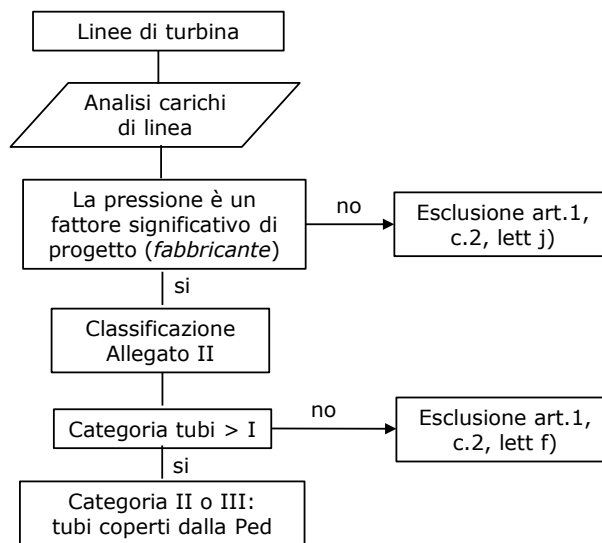 Linee di turbina
Analisi carichi
di linea
La pressione è un
fattore significativo di
progetto (fabbricante)
no
Esclusione art.1,
c.2, lett j)
si
Classificazione
Allegato II
Categoria tubi > I
no
Esclusione art.1,
c.2, lett f)
si
Categoria II o III:
tubi coperti dalla Ped